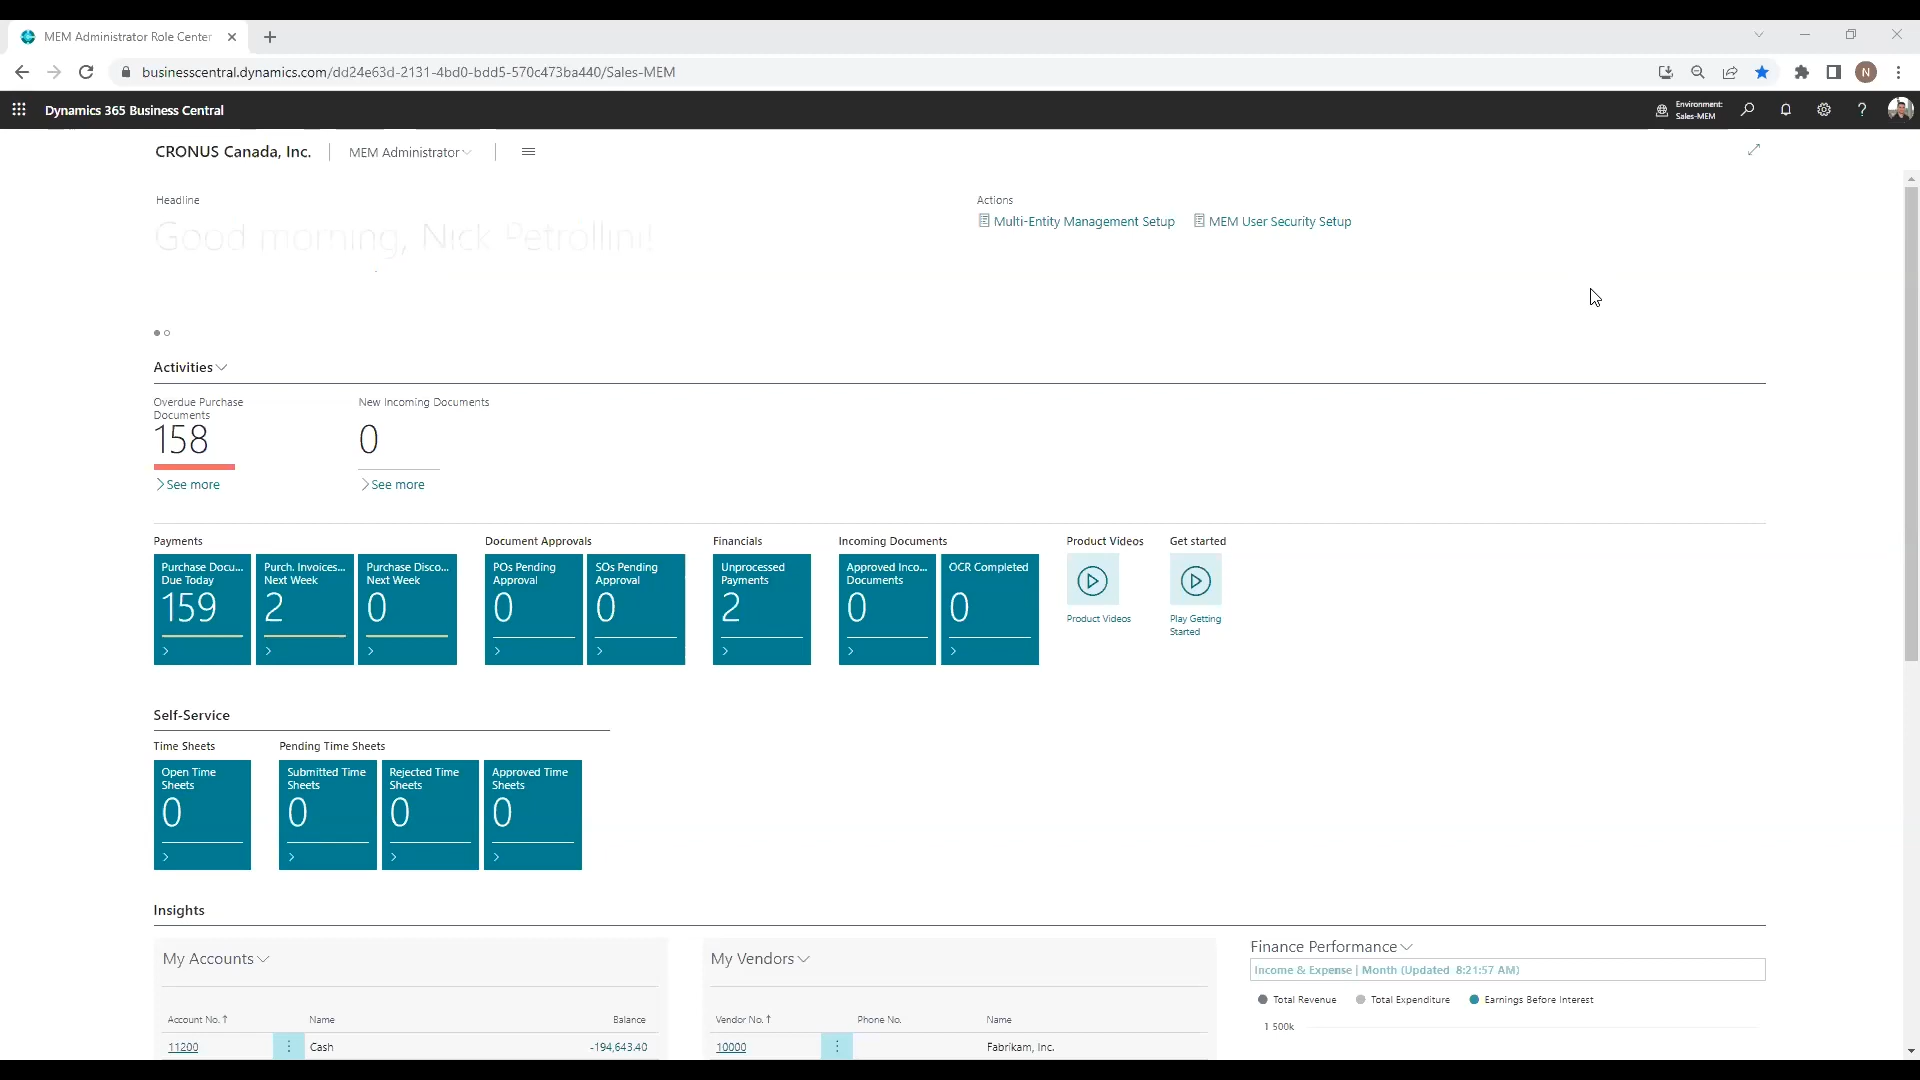 MEM Administrator Role Center
businesscentral.dynamics.com/dd24e63d-2131-4bd0-bdd5-570c473ba440/Sales-MEM
N
Dynamics 365 Business Central
Environment:
Sales-MEM
?
CRONUS Canada, Inc.
MEM Administrator
Headline
Good morning, Nick Petrollini!
Actions
Multi-Entity Management Setup
MEM User Security Setup
Activities
Overdue Purchase
Documents
158
See more
New Incoming Documents
0
See more
Payments
Purchase Docu...
Due Today
159
Purch. Invoices...
Next Week
2
Purchase Disco...
Next Week
0
Document Approvals
POs Pending
Approval
0
SOs Pending
Approval
0
Financials
Unprocessed
Payments
2
Incoming Documents
Approved Inco...
Documents
0
OCR Completed
0
Product Videos
Product Videos
Get started
Play Getting
Started
Self-Service
Time Sheets
Open Time
Sheets
0
Pending Time Sheets
Submitted Time
Sheets
0
Rejected Time
Sheets
0
Approved Time
Sheets
0
Insights
My Accounts
Account No. ↑ Name Balance
11200 Cash -194,643.40
My Vendors
Vendor No. ↑ Phone No. Name
10000 Fabrikam, Inc.
Finance Performance
Income & Expense | Month (Updated 8:21:57 AM)
Total Revenue Total Expenditure Earnings Before Interest
1 500k